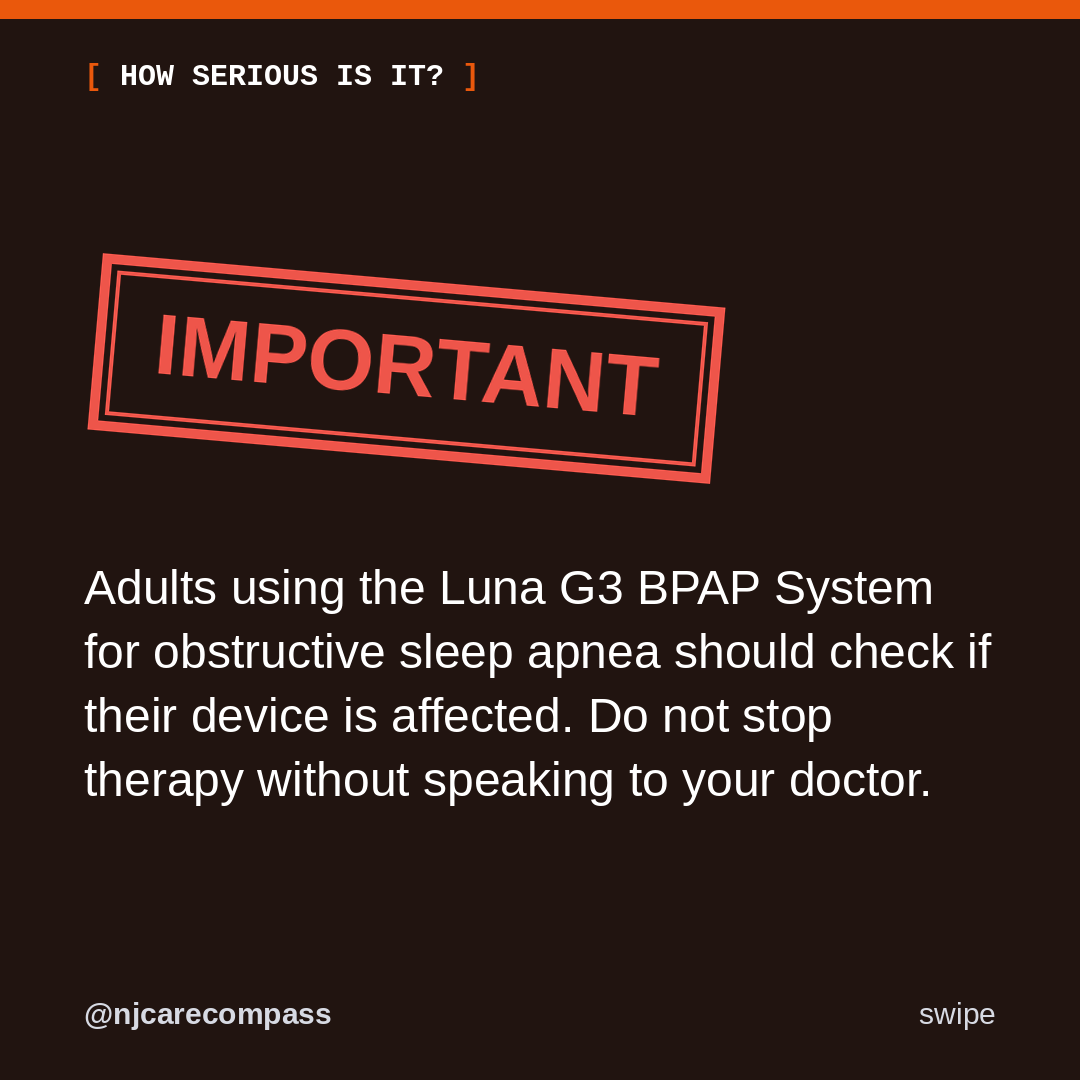 [ HOW SERIOUS IS IT? ]
IMPORTANT
Adults using the Luna G3 BPAP System
for obstructive sleep apnea should check if
their device is affected. Do not stop
therapy without speaking to your doctor.
@njcarecompass
swipe